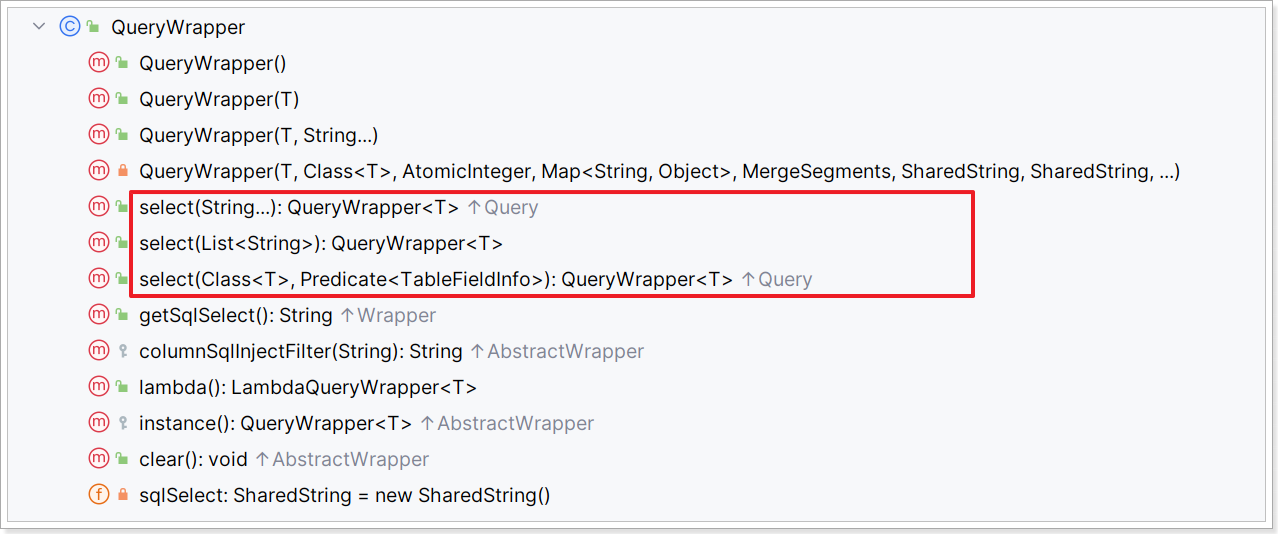 QueryWrapper
QueryWrapper()
QueryWrapper(T)
QueryWrapper(T, String...)
QueryWrapper(T, Class<T>, AtomicInteger, Map<String, Object>, MergeSegments, SharedString, SharedString, ...)
select(String...): QueryWrapper<T> ↑Query
select(List<String>): QueryWrapper<T>
select(Class<T>, Predicate<TableFieldInfo>): QueryWrapper<T> ↑Query
getSqlSelect(): String ↑Wrapper
columnSqlInjectFilter(String): String ↑AbstractWrapper
lambda(): LambdaQueryWrapper<T>
instance(): QueryWrapper<T> ↑AbstractWrapper
clear(): void ↑AbstractWrapper
sqlSelect: SharedString = new SharedString()